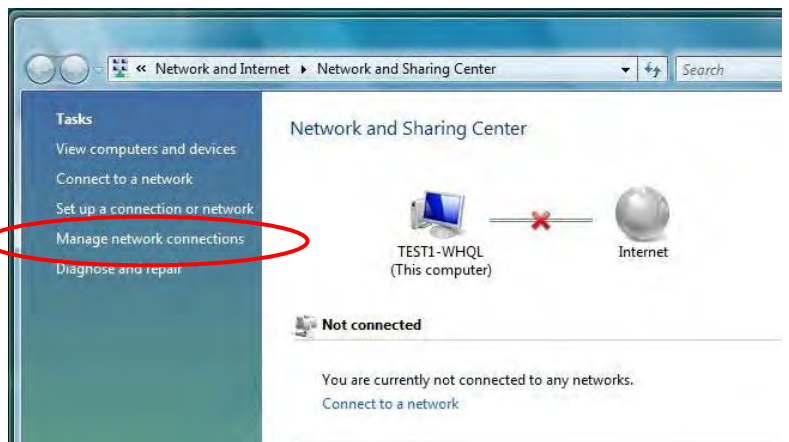 « Network and Internet ▸ Network and Sharing Center
Search
Tasks
View computers and devices
Connect to a network
Set up a connection or network
Manage network connections
Diagnose and repair
Network and Sharing Center
TEST1-WHQL
(This computer)
Internet
Not connected
You are currently not connected to any networks.
Connect to a network